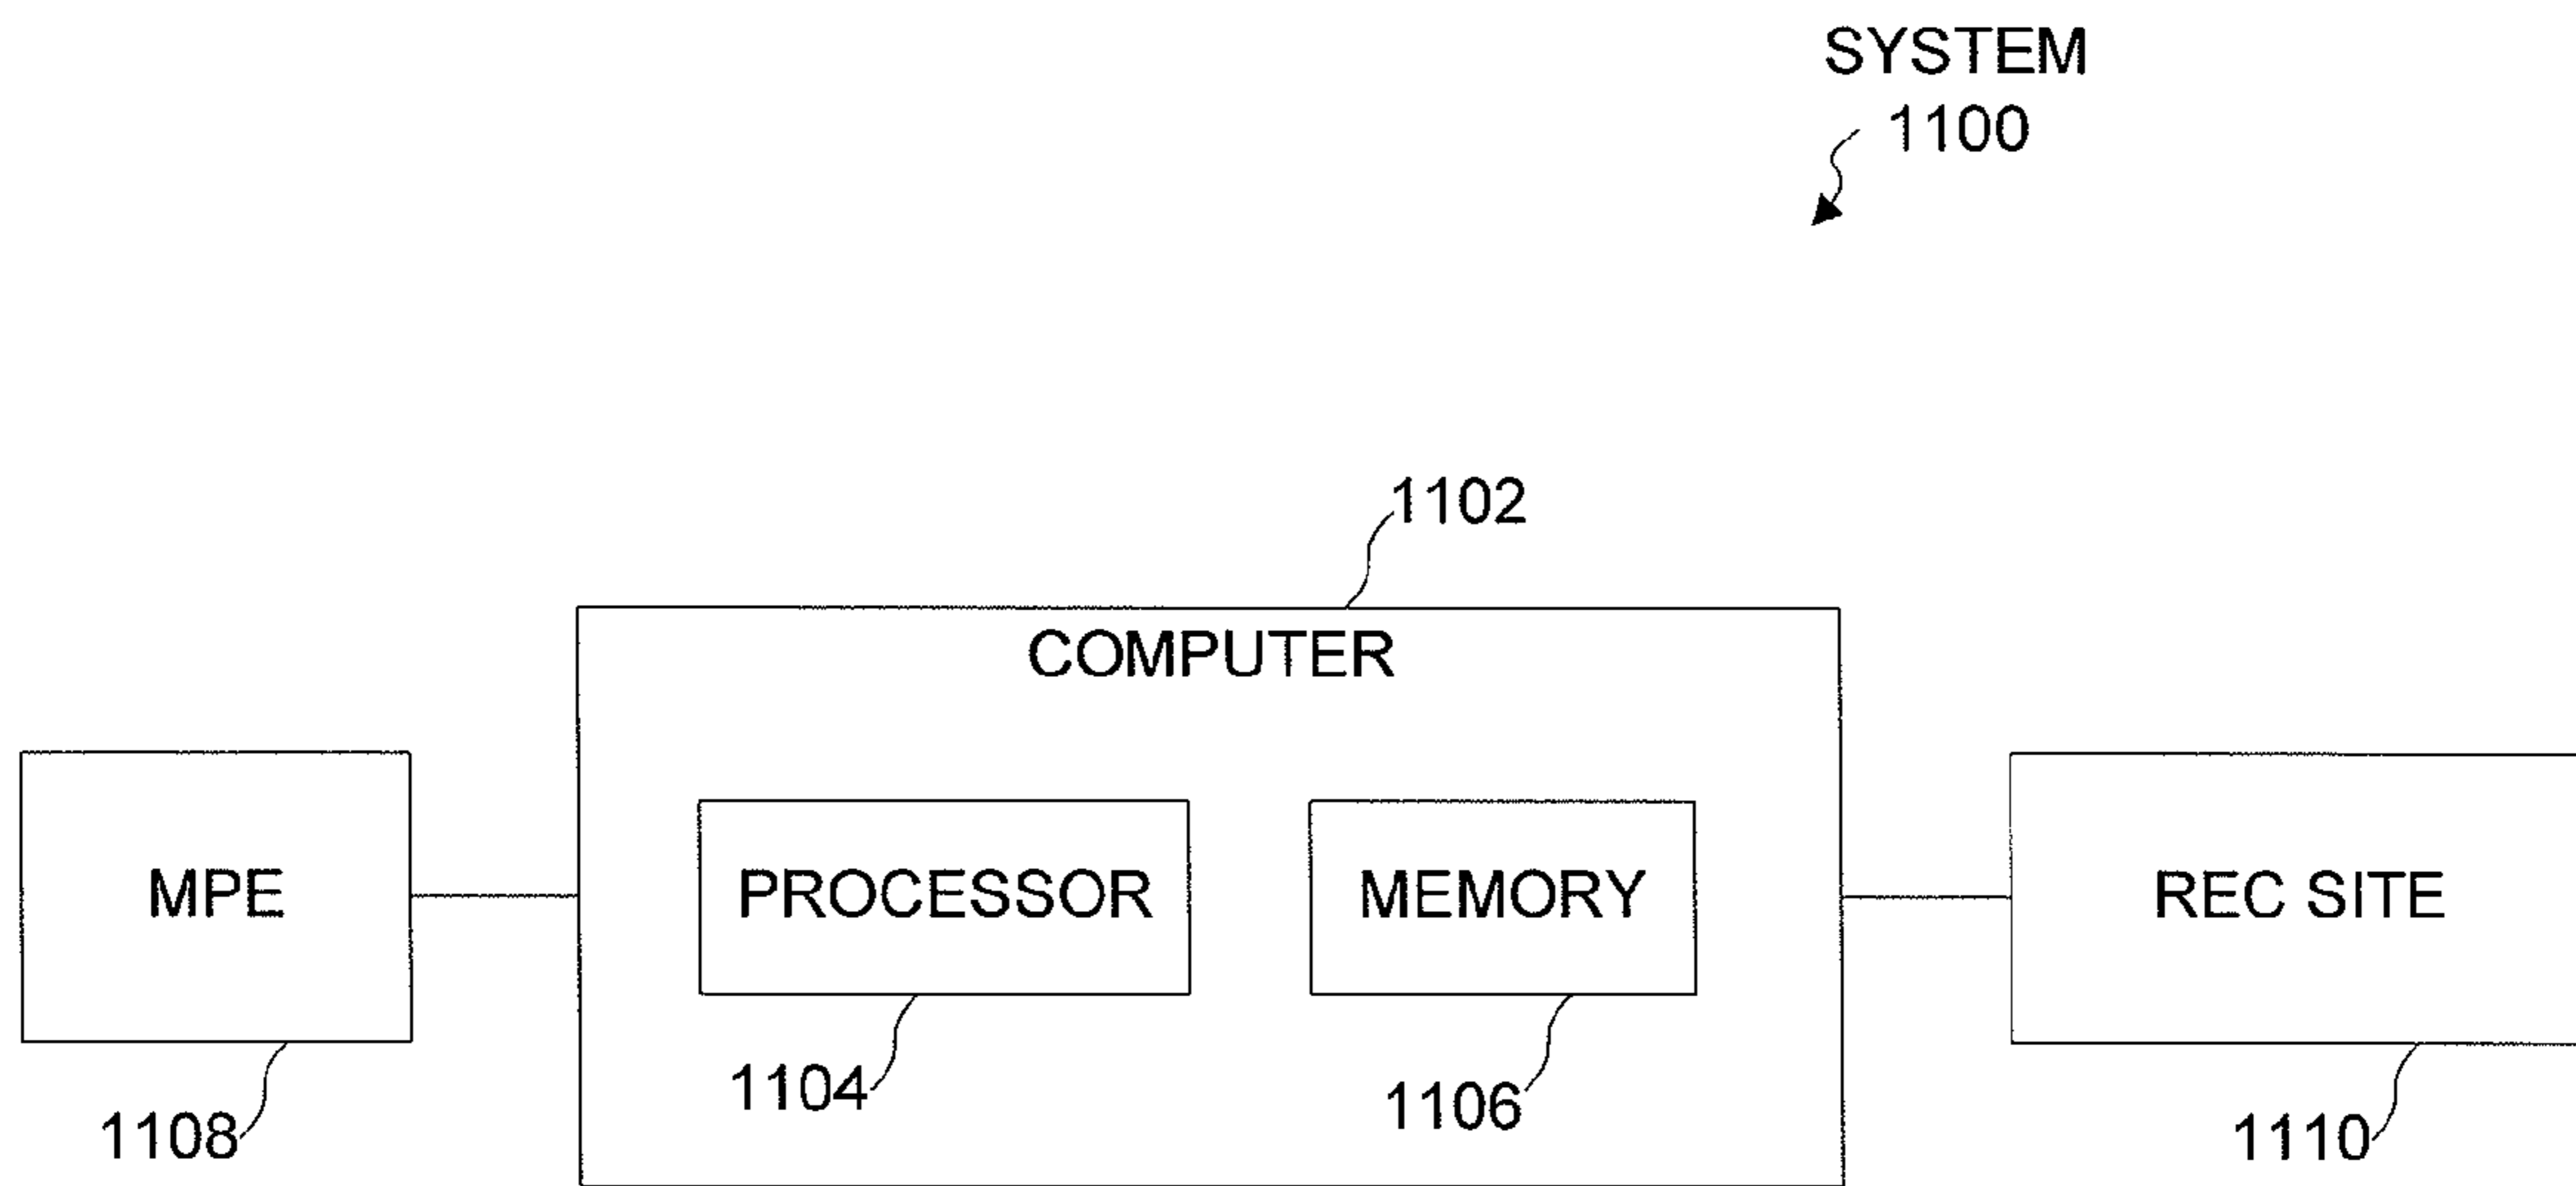 SYSTEM
1100
1102
COMPUTER
MPE
PROCESSOR
MEMORY
REC SITE
1104
1106
1108
1110